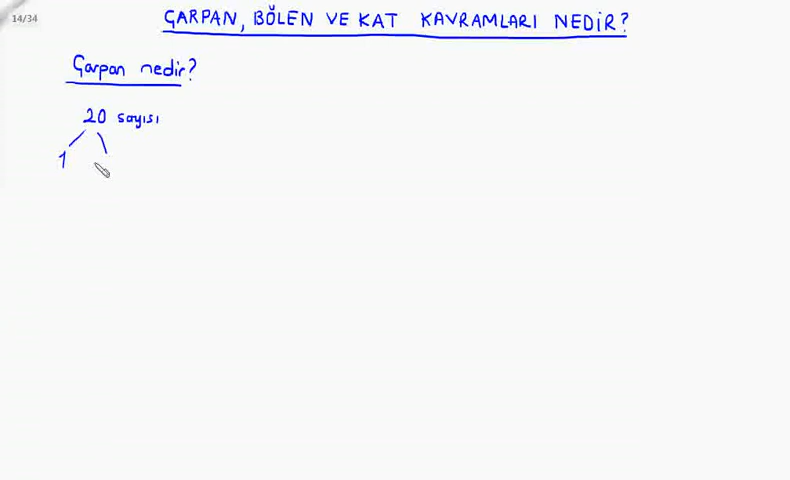 14/34
ÇARPAN, BÖLEN VE KAT KAVRAMLARI NEDİR?
Çarpan nedir?
20 sayısı
1